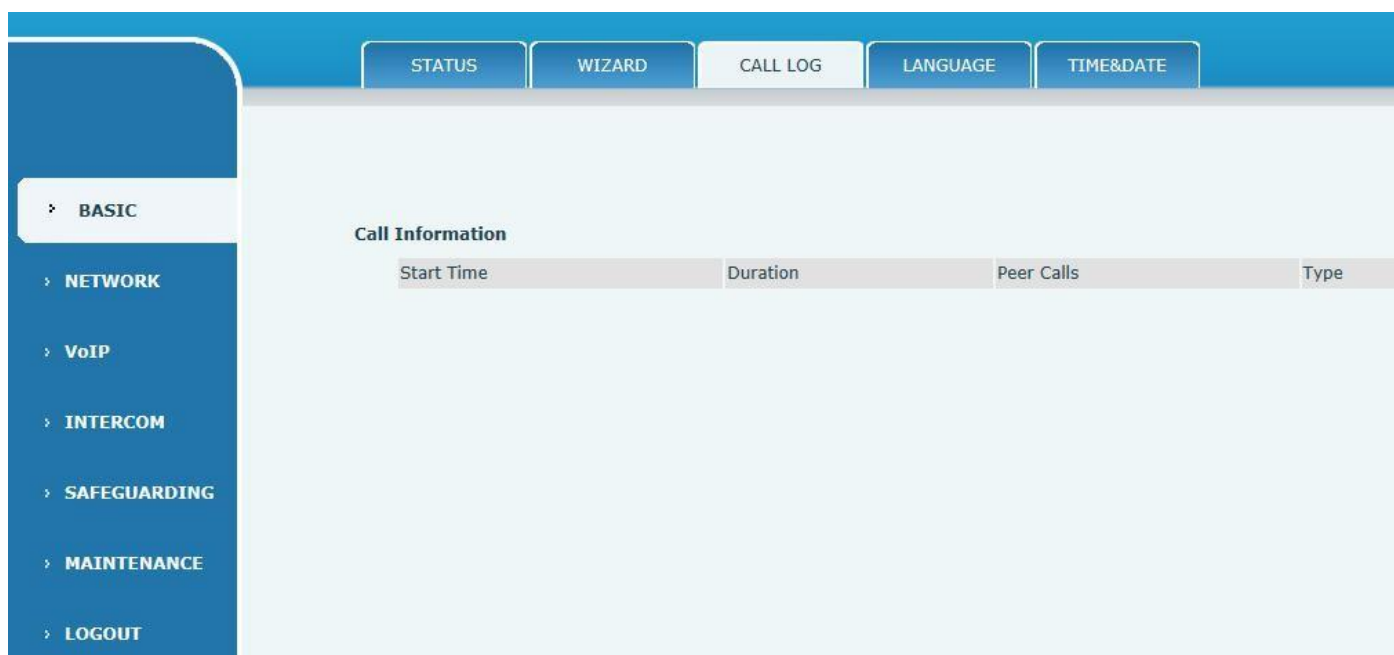 STATUS WIZARD CALL LOG LANGUAGE TIME&DATE
BASIC
NETWORK
VoIP
INTERCOM
SAFEGUARDING
MAINTENANCE
LOGOUT
Call Information
Start Time Duration Peer Calls Type